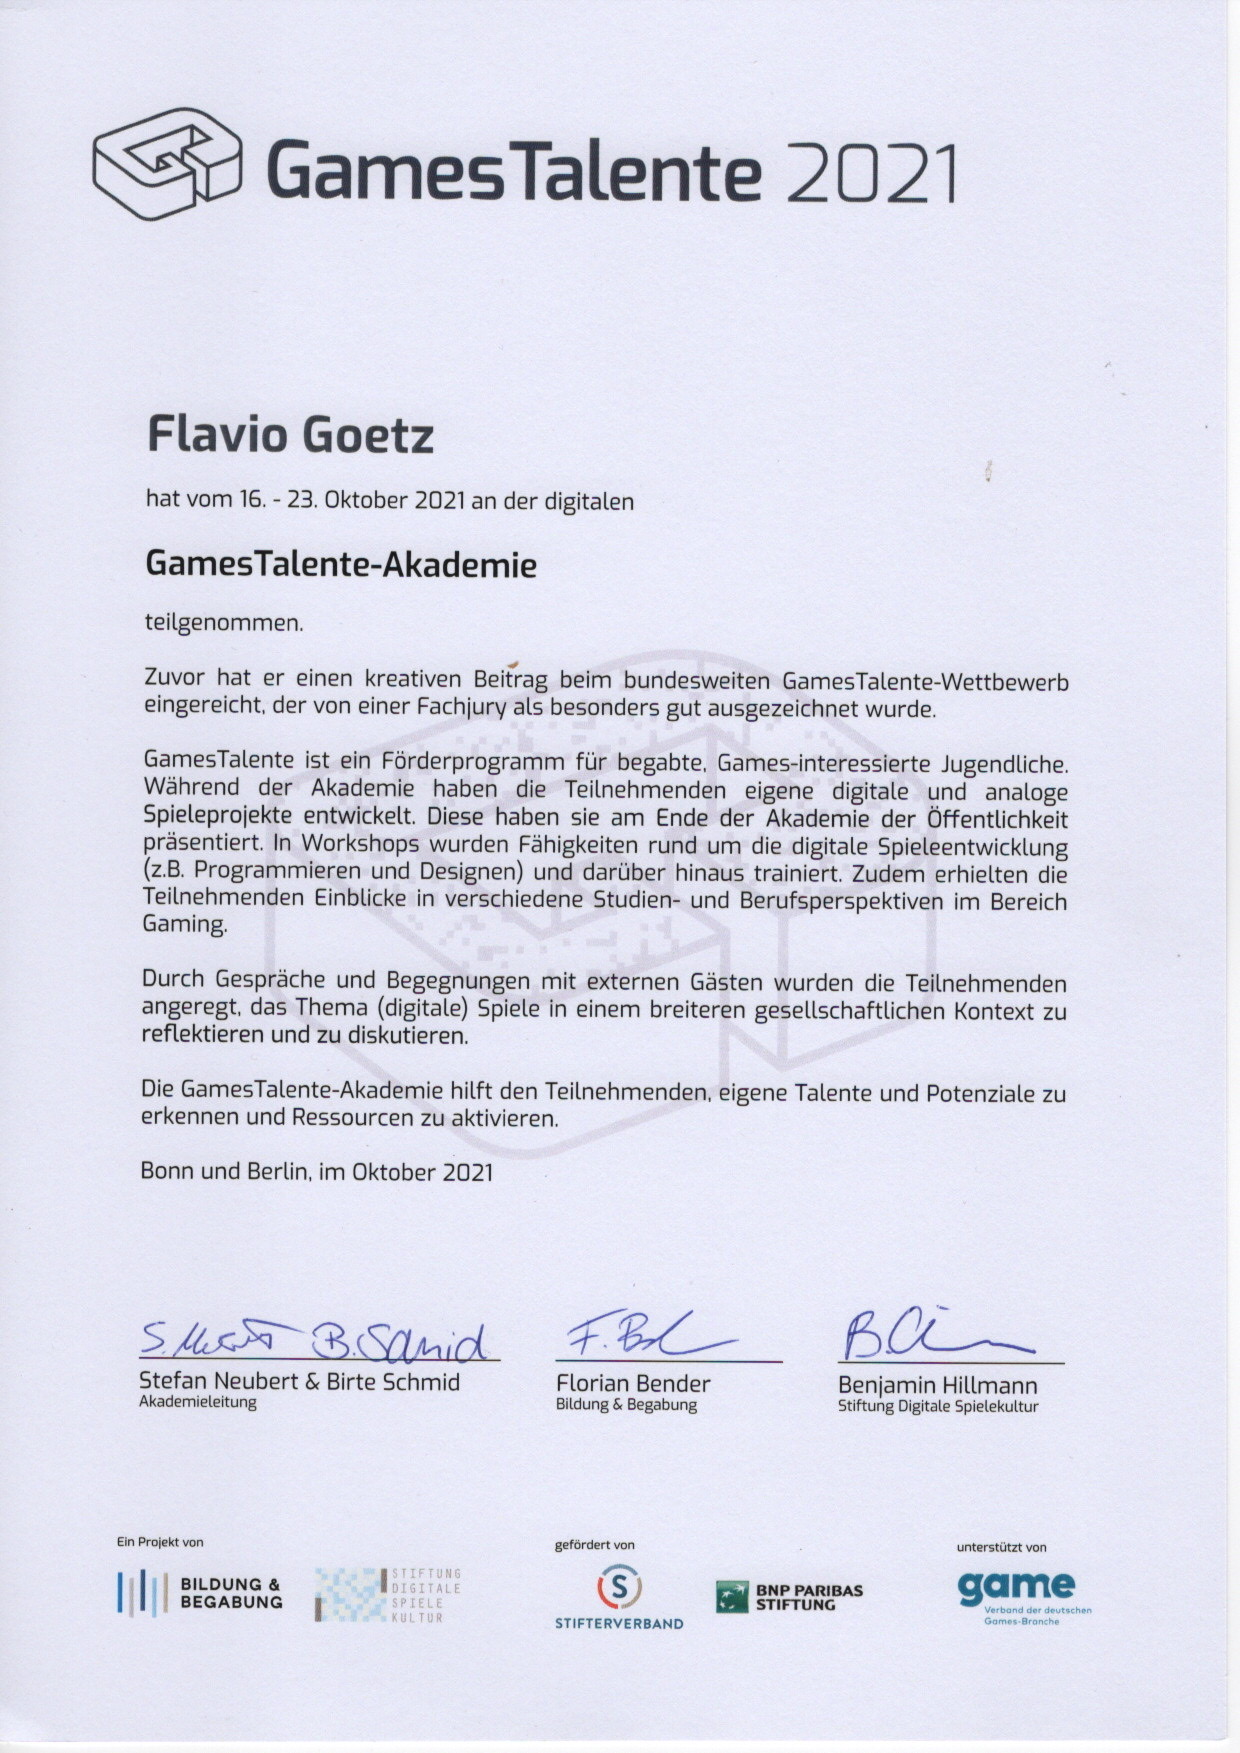 GamesTalente 2021
Flavio Goetz
hat vom 16. - 23. Oktober 2021 an der digitalen
GamesTalente-Akademie
teilgenommen.
Zuvor hat er einen kreativen Beitrag beim bundesweiten GamesTalente-Wettbewerb
eingereicht, der von einer Fachjury als besonders gut ausgezeichnet wurde.
GamesTalente ist ein Förderprogramm für begabte, Games-interessierte Jugendliche.
Während der Akademie haben die Teilnehmenden eigene digitale und analoge
Spieleprojekte entwickelt. Diese haben sie am Ende der Akademie der Öffentlichkeit
präsentiert. In Workshops wurden Fähigkeiten rund um die digitale Spieleentwicklung
(z.B. Programmieren und Designen) und darüber hinaus trainiert. Zudem erhielten die
Teilnehmenden Einblicke in verschiedene Studien- und Berufsperspektiven im Bereich
Gaming.
Durch Gespräche und Begegnungen mit externen Gästen wurden die Teilnehmenden
angeregt, das Thema (digitale) Spiele in einem breiteren gesellschaftlichen Kontext zu
reflektieren und zu diskutieren.
Die GamesTalente-Akademie hilft den Teilnehmenden, eigene Talente und Potenziale zu
erkennen und Ressourcen zu aktivieren.
Bonn und Berlin, im Oktober 2021
Stefan Neubert & Birte Schmid
Akademieleitung
Florian Bender
Bildung & Begabung
Benjamin Hillmann
Stiftung Digitale Spielekultur
Ein Projekt von
BILDUNG &
BEGABUNG
STIFTUNG
DIGITALE
SPIELE
KULTUR
gefördert von
S
STIFTERVERBAND
BNP PARIBAS
STIFTUNG
unterstützt von
game
Verband der deutschen
Games-Branche